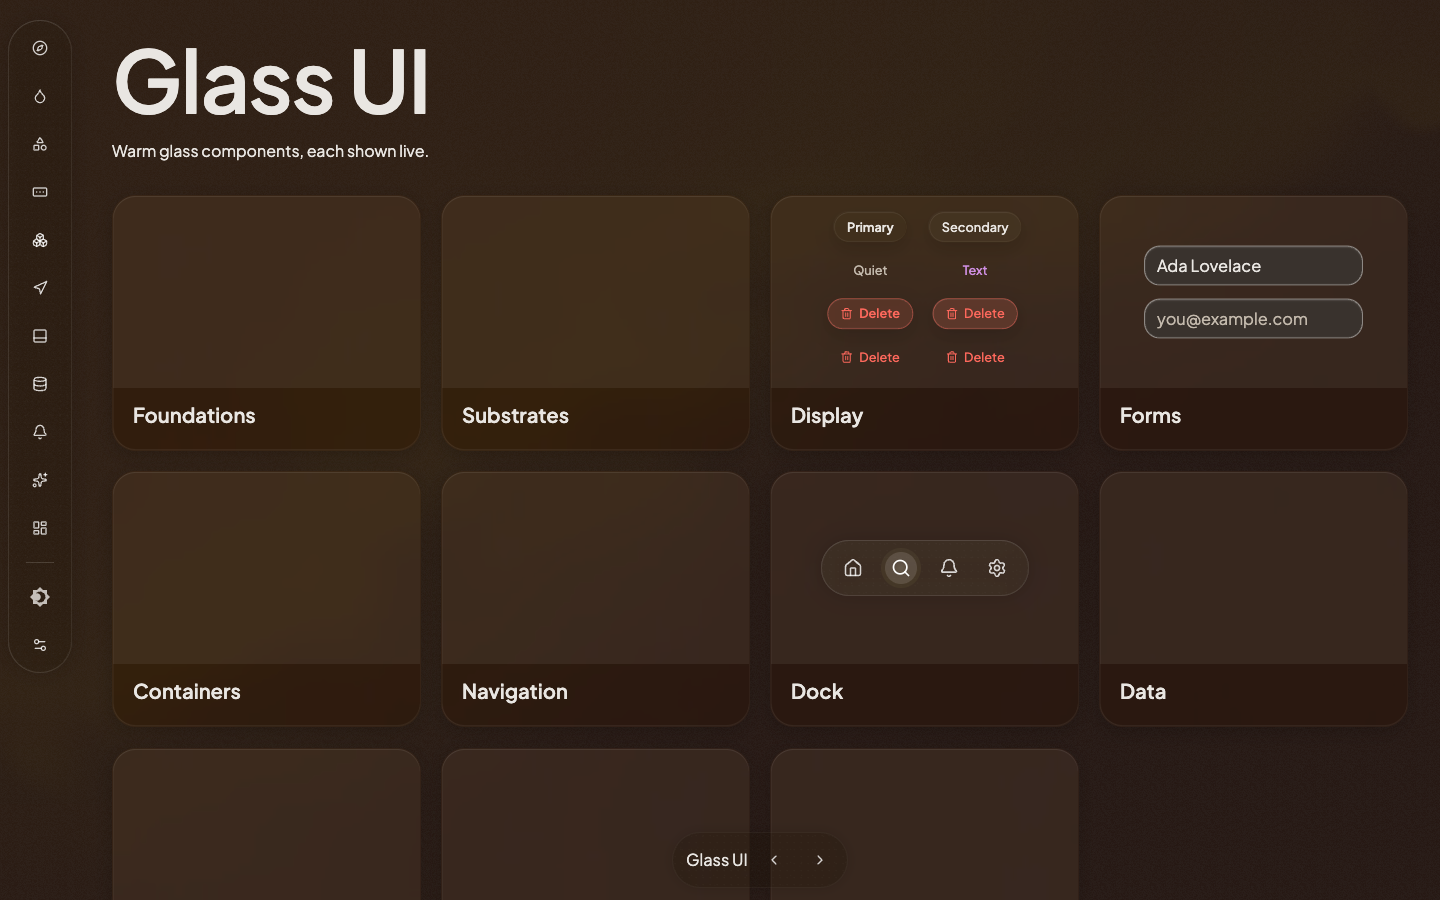 Glass UI
Warm glass components, each shown live.
Primary
Secondary
Quiet
Text
Delete
Delete
Delete
Delete
Ada Lovelace
you@example.com
Foundations
Substrates
Display
Forms
Containers
Navigation
Dock
Data
Glass UI